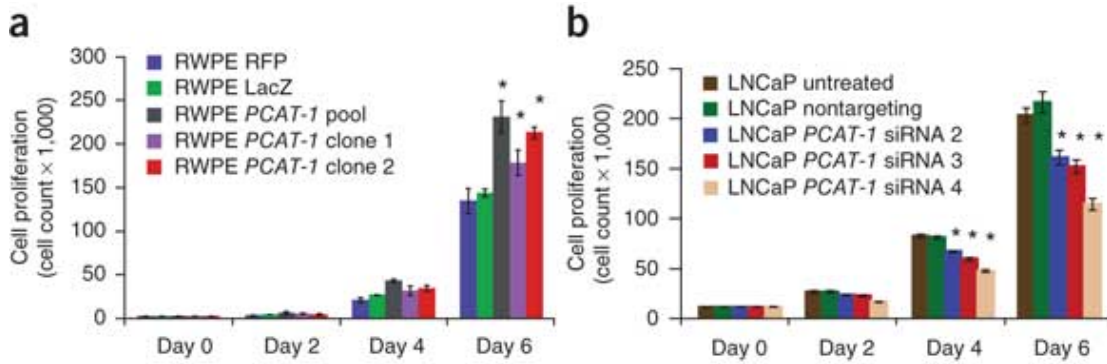 a
Cell proliferation
(cell count × 1,000)
300
250
200
150
100
50
0
RWPE RFP
RWPE LacZ
RWPE PCAT-1 pool
RWPE PCAT-1 clone 1
RWPE PCAT-1 clone 2
* * *
Day 0 Day 2 Day 4 Day 6
b
Cell proliferation
(cell count × 1,000)
250
200
150
100
50
0
LNCaP untreated
LNCaP nontargeting
LNCaP PCAT-1 siRNA 2
LNCaP PCAT-1 siRNA 3
LNCaP PCAT-1 siRNA 4
* * *
* * *
Day 0 Day 2 Day 4 Day 6